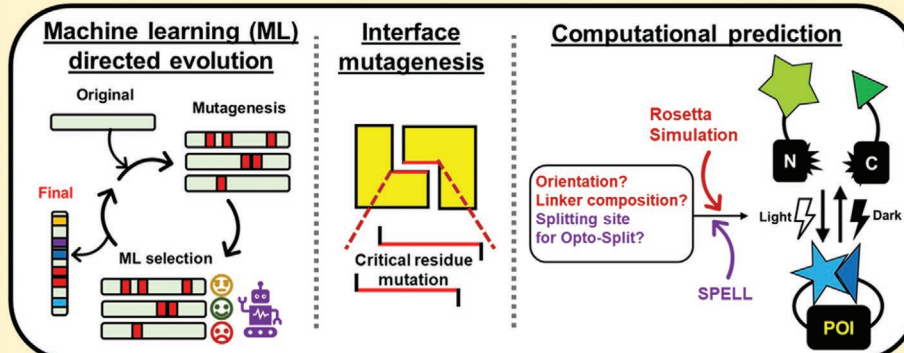 Machine learning (ML)
directed evolution
Original
Mutagenesis
Final
ML selection
Interface
mutagenesis
Critical residue
mutation
Computational prediction
Rosetta
Simulation
Orientation?
Linker composition?
Splitting site
for Opto-Split?
SPELL
N
C
Light
Dark
POI